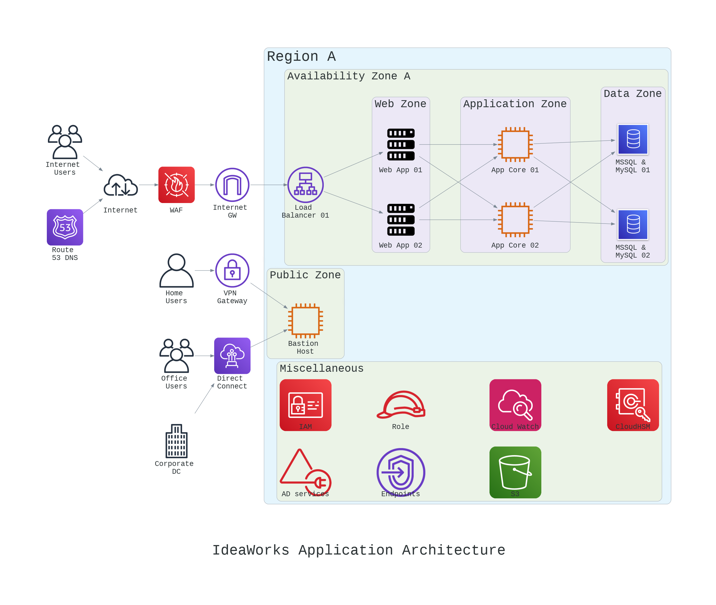 Region A
Availability Zone A
Data Zone
Web Zone
Application Zone
Internet
Users
Web App 01
App Core 01
MSSQL &
MySQL 01
53
Internet
WAF
Internet
GW
Load
Balancer 01
Route
53 DNS
Web App 02
App Core 02
MSSQL &
MySQL 02
Public Zone
Home
Users
VPN
Gateway
Bastion
Host
Office
Users
Direct
Connect
Miscellaneous
IAM
Role
Cloud Watch
CloudHSM
Corporate
DC
AD services
Endpoints
S3
IdeaWorks Application Architecture